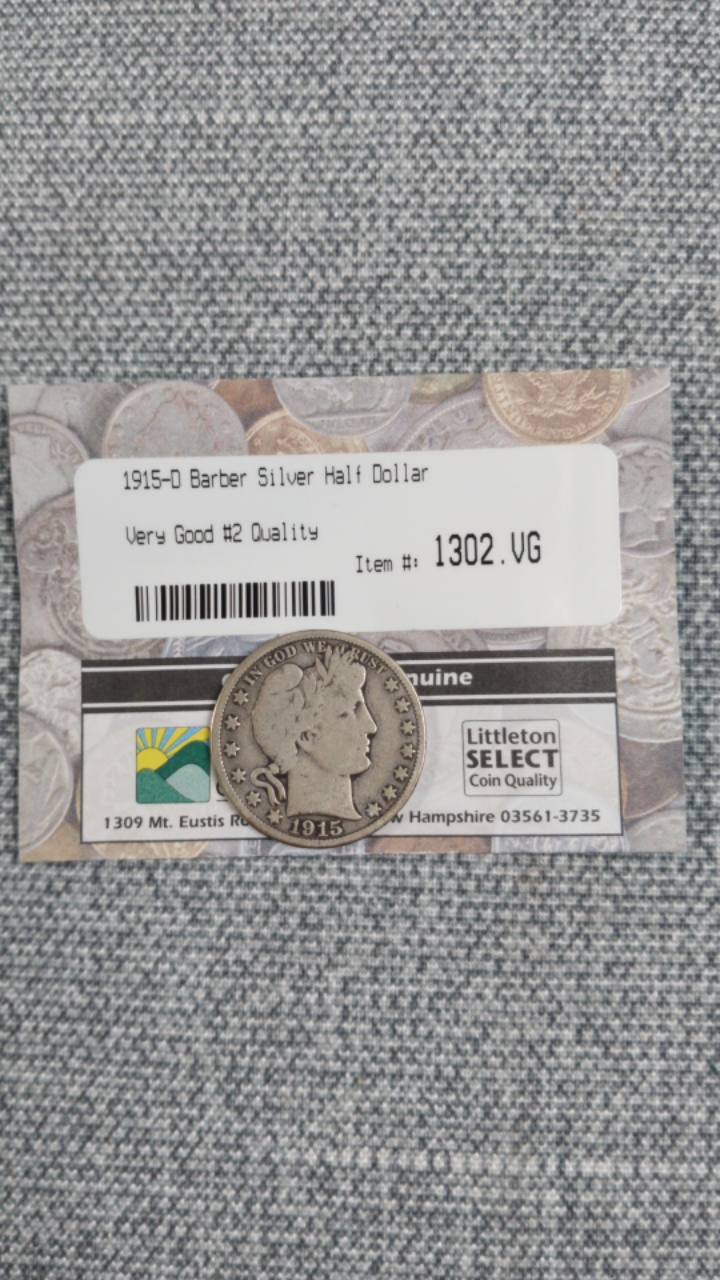 1915-D Barber Silver Half Dollar
Very Good #2 Quality
Item #: 1302.VG
IN GOD WE TRUST
Littleton
SELECT
Coin Quality
1309 Mt. Eustis Hampshire 03561-3735
1915